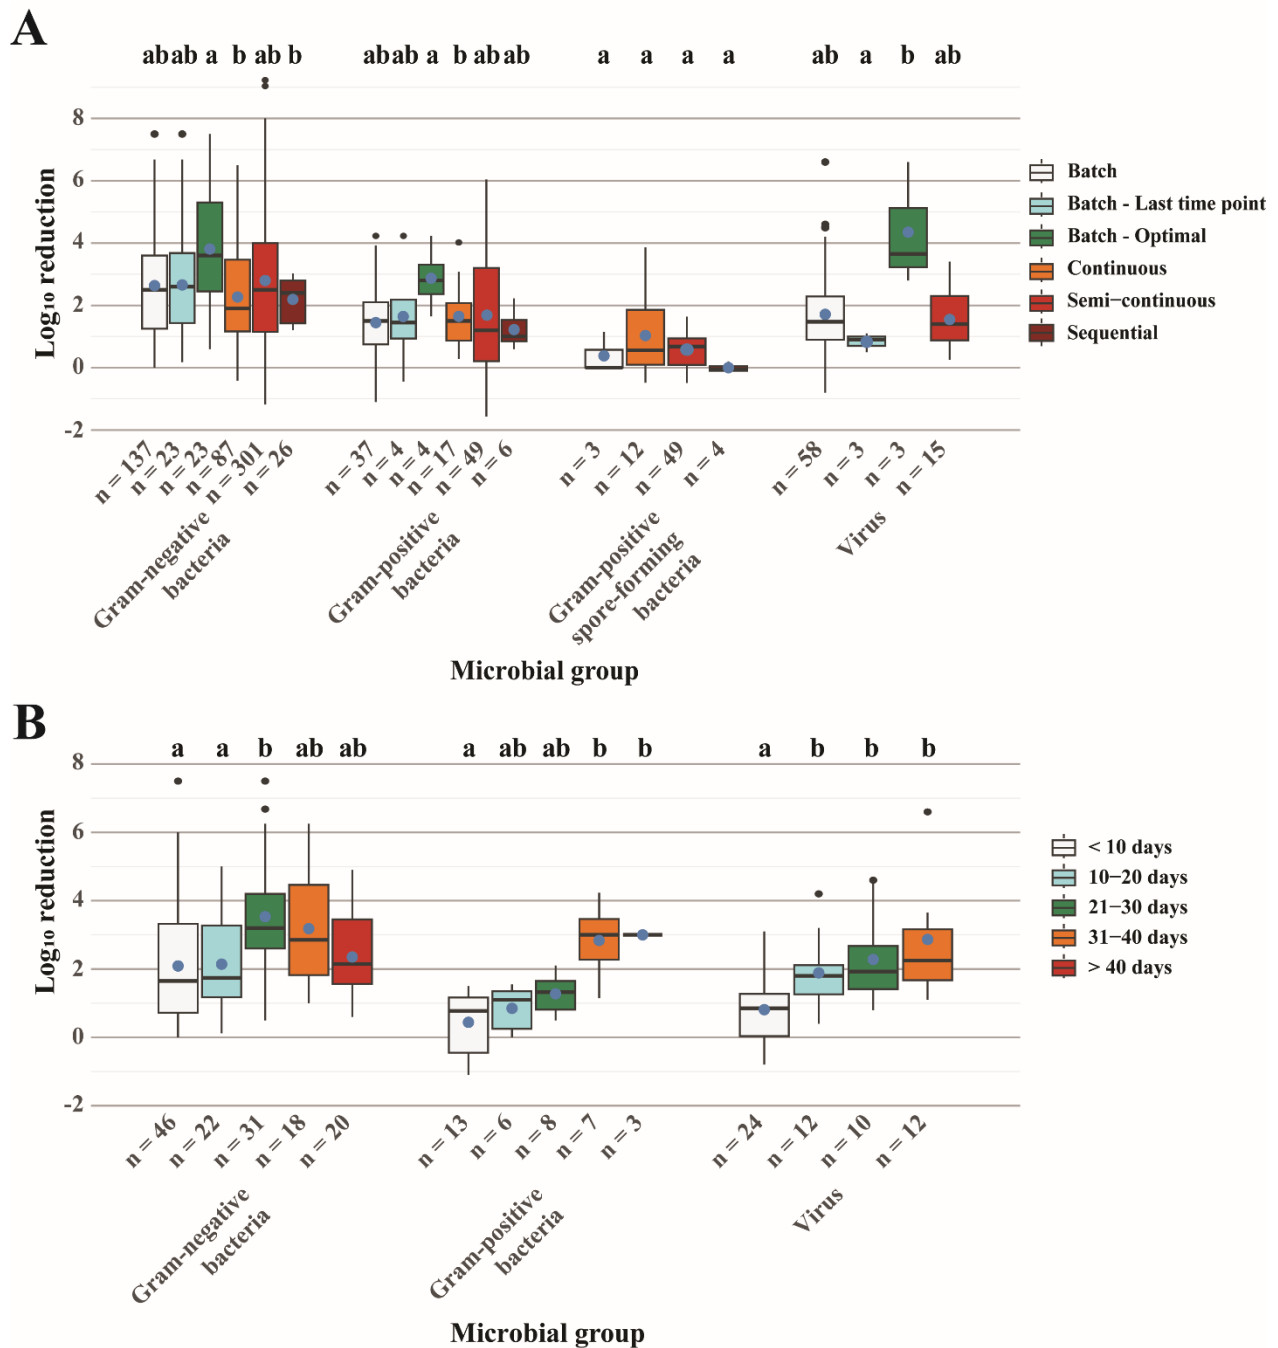 A
ab ab a b ab b ab ab a b ab ab a a a a ab a b ab
8
6
4
2
0
-2
Log₁₀ reduction
Batch
Batch - Last time point
Batch - Optimal
Continuous
Semi−continuous
Sequential
n = 137
n = 23
n = 23
n = 87
n = 301
n = 26
n = 37
n = 4
n = 4
n = 17
n = 49
n = 6
n = 3
n = 12
n = 49
n = 4
n = 58
n = 3
n = 3
n = 15
Gram-negative
bacteria
Gram-positive
bacteria
Gram-positive
spore-forming
bacteria
Virus
Microbial group
B
a a b ab ab a ab ab b b a b b b
8
6
4
2
0
-2
Log₁₀ reduction
< 10 days
10−20 days
21−30 days
31−40 days
> 40 days
n = 46
n = 22
n = 31
n = 18
n = 20
n = 13
n = 6
n = 8
n = 7
n = 3
n = 24
n = 12
n = 10
n = 12
Gram-negative
bacteria
Gram-positive
bacteria
Virus
Microbial group